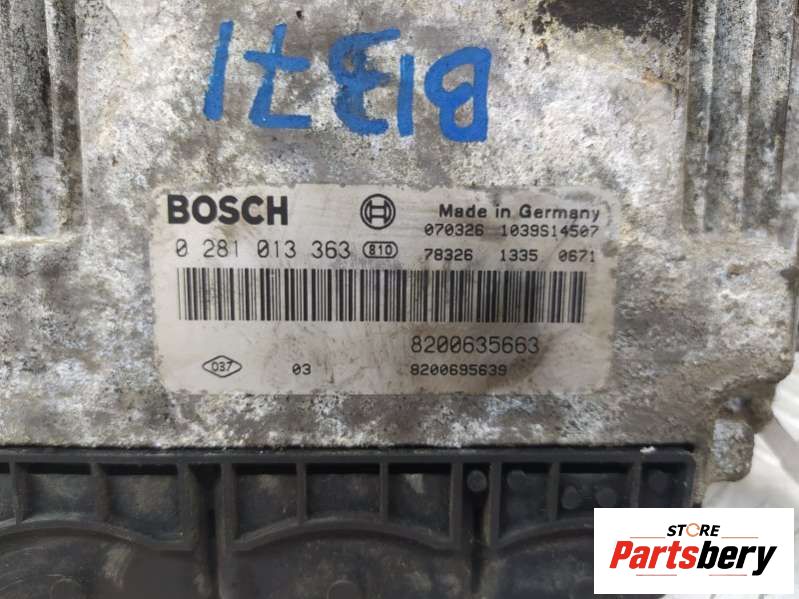 BI371
BOSCH
Made in Germany
070326 1039S14507
0 281 013 363 810
78326 1335 0671
8200635663
037 03 8200695639
STORE
Partsbery